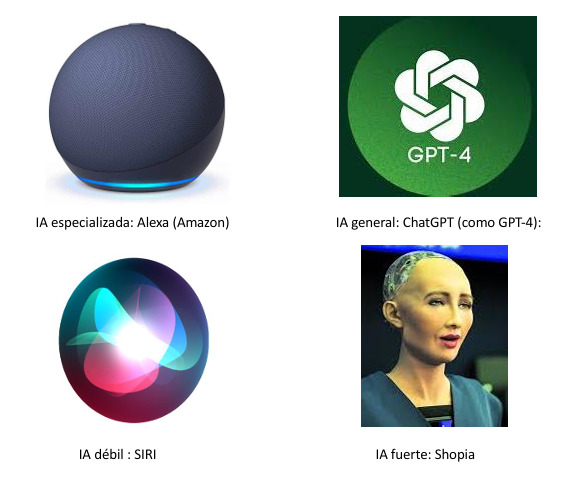 GPT-4
IA especializada: Alexa (Amazon)
IA general: ChatGPT (como GPT-4):
IA débil : SIRI
IA fuerte: Shopia